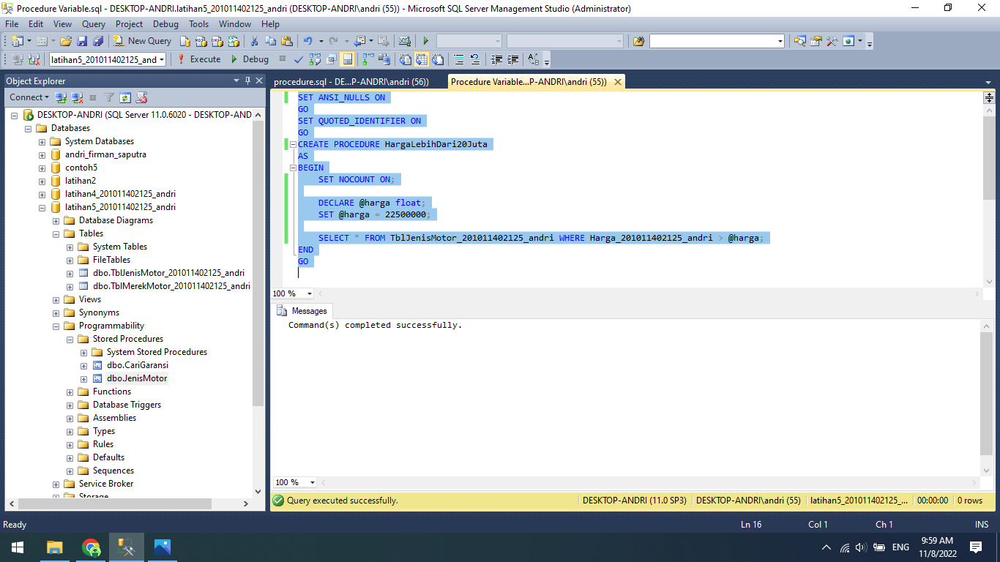 Procedure Variable.sql - DESKTOP-ANDRI.latihan5_201011402125_andri (DESKTOP-ANDRI\andri (55)) - Microsoft SQL Server Management Studio (Administrator)
File Edit View Query Project Debug Tools Window Help
New Query
latihan5_201011402125_and Execute Debug
Object Explorer
Connect
DESKTOP-ANDRI (SQL Server 11.0.6020 - DESKTOP-AND
Databases
System Databases
andri_firman_saputra
contoh5
latihan2
latihan4_201011402125_andri
latihan5_201011402125_andri
Database Diagrams
Tables
System Tables
FileTables
dbo.TblJenisMotor_201011402125_andri
dbo.TblMerekMotor_201011402125_andri
Views
Synonyms
Programmability
Stored Procedures
System Stored Procedures
dbo.CariGaransi
dbo.JenisMotor
Functions
Database Triggers
Assemblies
Types
Rules
Defaults
Sequences
Service Broker
Storage
procedure.sql - DE...P-ANDRI\andri (56)) Procedure Variable...P-ANDRI\andri (55))
SET ANSI_NULLS ON
GO
SET QUOTED_IDENTIFIER ON
GO
CREATE PROCEDURE HargaLebihDari20Juta
AS
BEGIN
SET NOCOUNT ON;
DECLARE @harga float;
SET @harga = 22500000;
SELECT * FROM TblJenisMotor_201011402125_andri WHERE Harga_201011402125_andri > @harga;
END
GO
100 %
Messages
Command(s) completed successfully.
100 %
Query executed successfully. DESKTOP-ANDRI (11.0 SP3) DESKTOP-ANDRI\andri (55) latihan5_201011402125_... 00:00:00 0 rows
Ready Ln 16 Col 1 Ch 1 INS
ENG
9:59 AM
11/8/2022